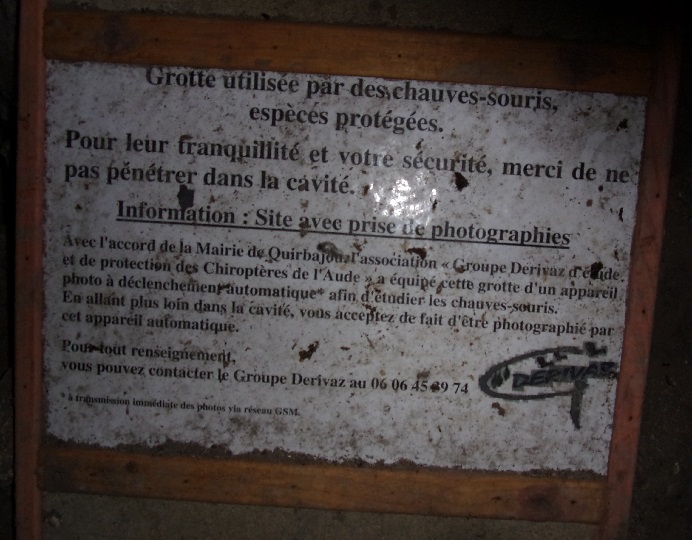 Grotte utilisée par des chauves-souris,
espèces protégées.
Pour leur tranquillité et votre sécurité, merci de ne
pas pénétrer dans la cavité.
Information : Site avec prise de photographies
Avec l'accord de la Mairie de Quirbajou, l'association « Groupe Derivaz d'étude
et de protection des Chiroptères de l'Aude » a équipé cette grotte d'un appareil
photo à déclenchement automatique* afin d'étudier les chauves-souris.
En allant plus loin dans la cavité, vous acceptez de fait d'être photographié par
cet appareil automatique.
Pour tout renseignement,
vous pouvez contacter le Groupe Derivaz au 06 06 45 39 74
DERIVAZ
* à transmission immédiate des photos via réseau GSM.